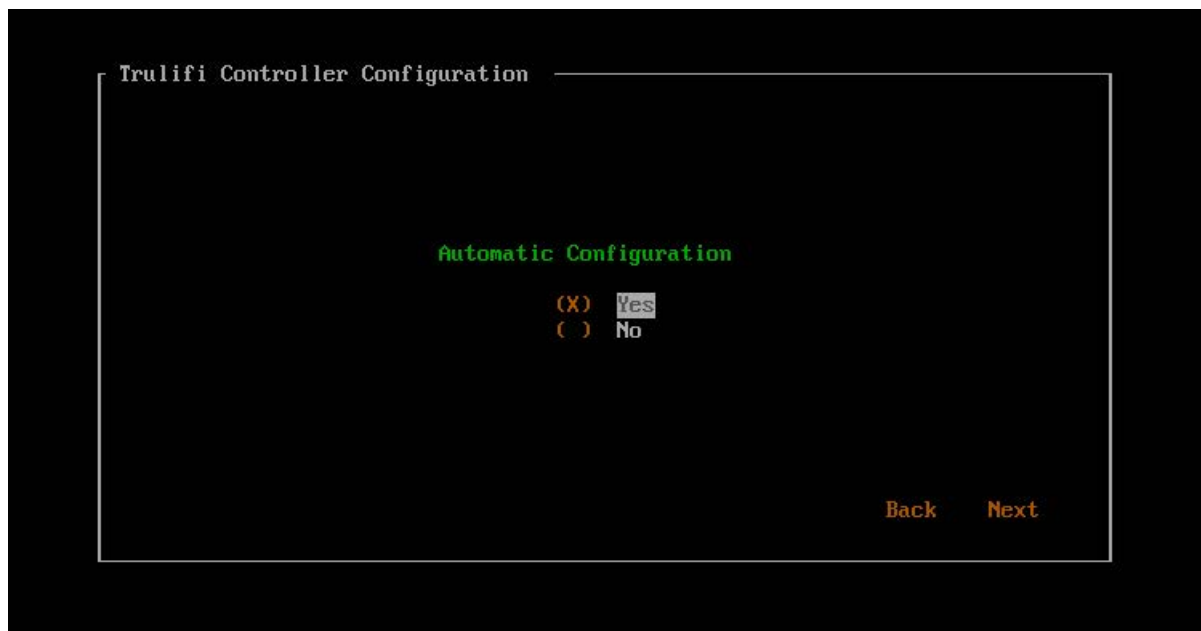 Trulifi Controller Configuration
Automatic Configuration
(X) Yes
( ) No
Back Next